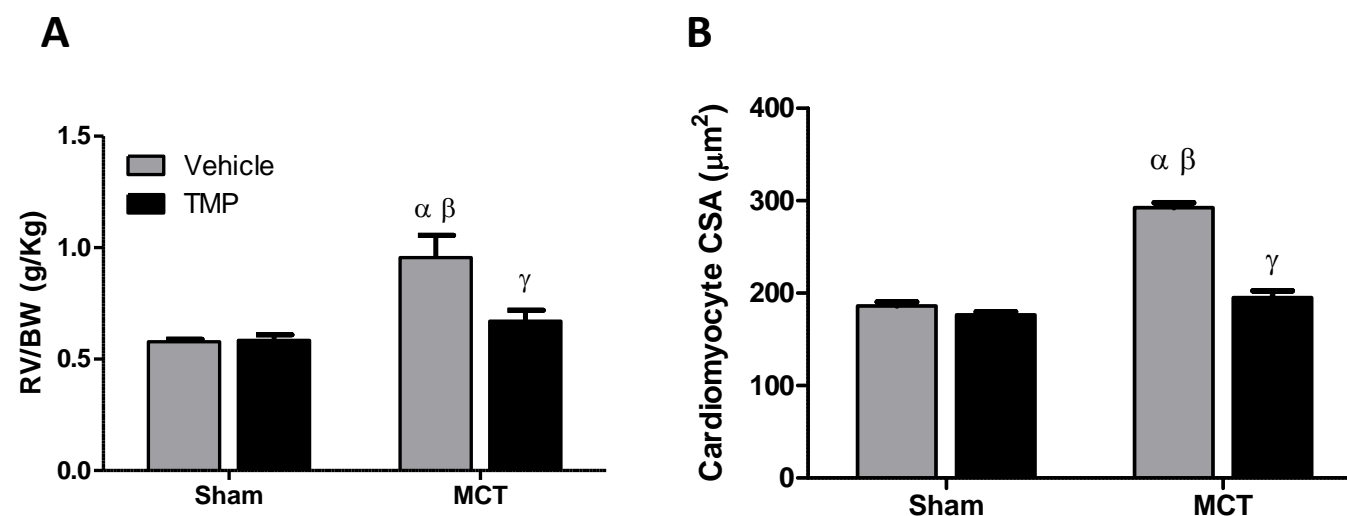 A
RV/BW (g/Kg)
1.5
1.0
0.5
0.0
Vehicle
TMP
α β
γ
Sham
MCT
B
Cardiomyocyte CSA (μm²)
400
300
200
100
0
α β
γ
Sham
MCT